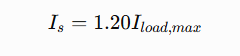 I_s = 1.20I_{load,max}